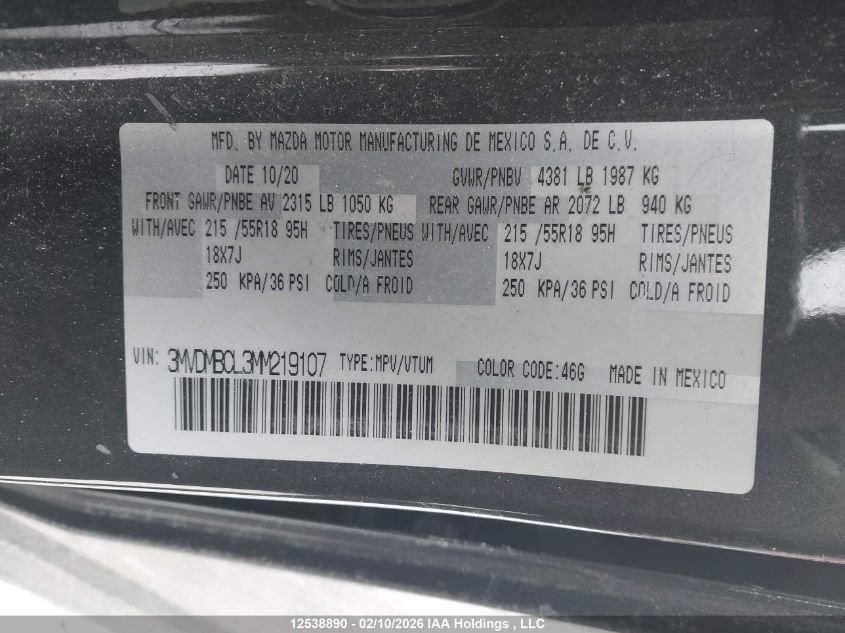 MFD. BY MAZDA MOTOR MANUFACTURING DE MEXICO S.A. DE C.V.
DATE 10/20 GVWR/PNBV 4381 LB 1987 KG
FRONT GAWR/PNBE AV 2315 LB 1050 KG REAR GAWR/PNBE AR 2072 LB 940 KG
WITH/AVEC 215 /55R18 95H TIRES/PNEUS WITH/AVEC 215 /55R18 95H TIRES/PNEUS
18X7J RIMS/JANTES 18X7J RIMS/JANTES
250 KPA/36 PSI COLD/A FROID 250 KPA/36 PSI COLD/A FROID
VIN: 3MVDMBCL3MM219107 TYPE:MPV/VTUM COLOR CODE:46G MADE IN MEXICO
12538890 - 02/10/2026 IAA Holdings, LLC